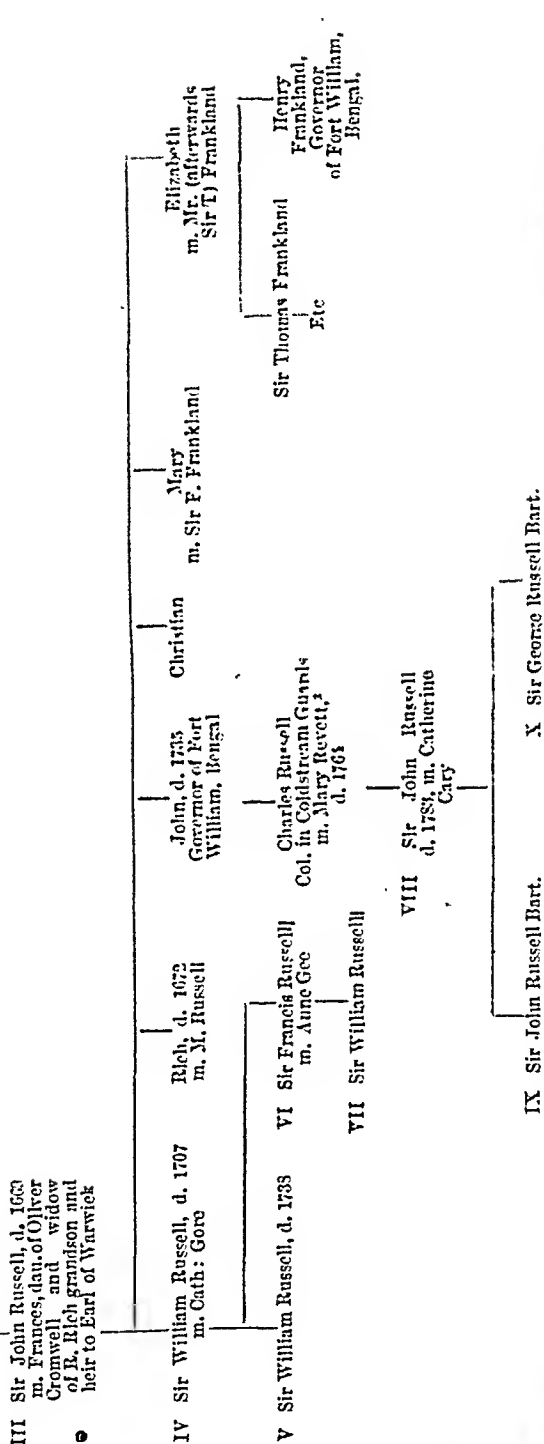 III Sir John Russell, d. 1669
m. Frances, dau. of Oliver
Cromwell and widow
of R. Rich grandson and
heir to Earl of Warwick
IV Sir William Russell, d. 1707
m. Cath: Gore
Rich, d. 1672
m. M. Russell
John, d. 1735
Governor of Fort
William, Bengal
Christian
Mary
m. Sir F. Frankland
Elizabeth
m. Mr. (afterwards
Sir T) Frankland
V Sir William Russell, d. 1738
VI Sir Francis Russell
m. Anne Gee
Charles Russell
Col. in Coldstream Guards
m. Mary Revett,²
d. 1764
Sir Thomas Frankland
Etc
Henry
Frankland,
Governor
of Fort William,
Bengal.
VII Sir William Russell
VIII Sir John Russell
d. 1783, m. Catherine
Cary
IX Sir John Russell Bart.
X Sir George Russell Bart.